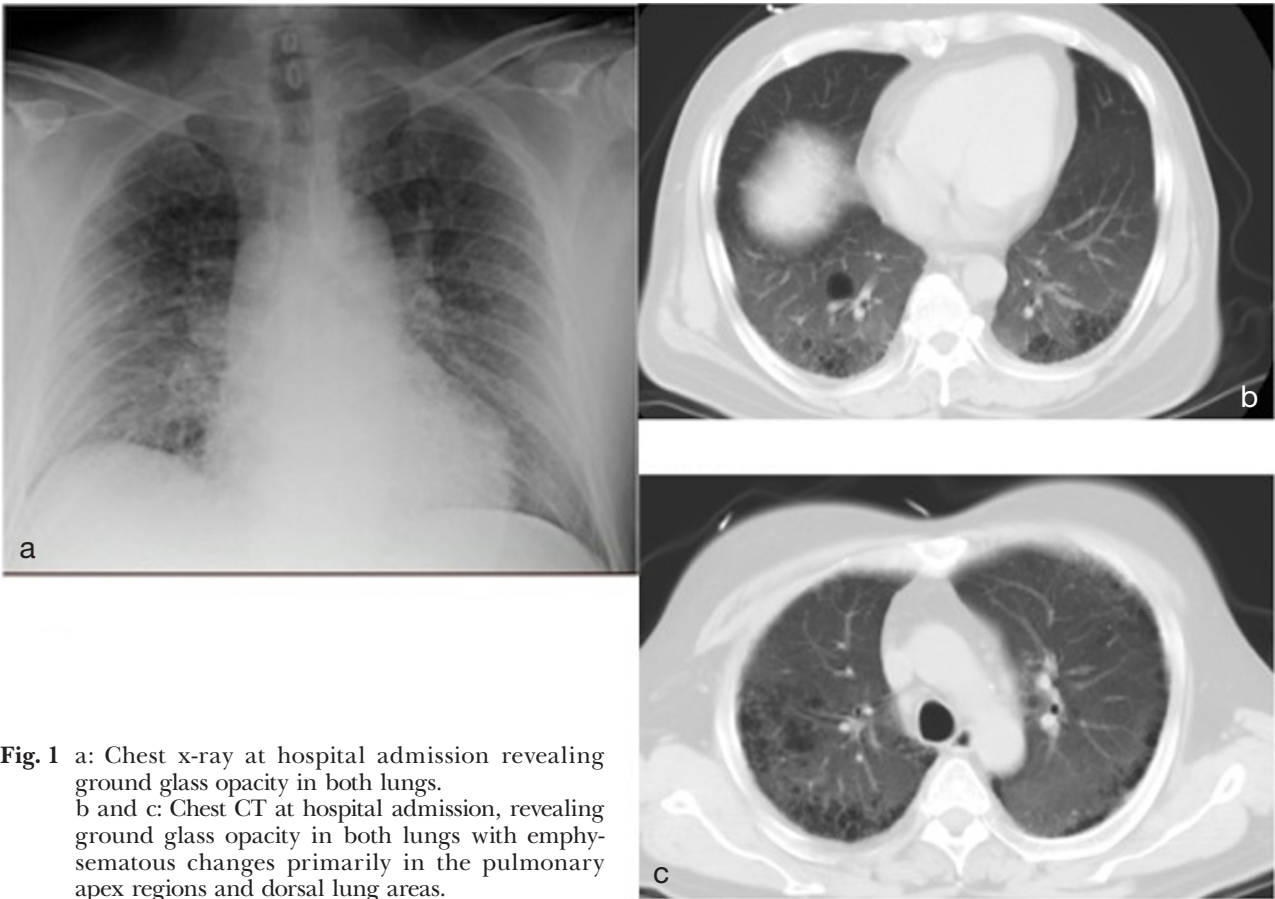 a
b
c
Fig. 1 a: Chest x-ray at hospital admission revealing
ground glass opacity in both lungs.
b and c: Chest CT at hospital admission, revealing
ground glass opacity in both lungs with emphy-
sematous changes primarily in the pulmonary
apex regions and dorsal lung areas.